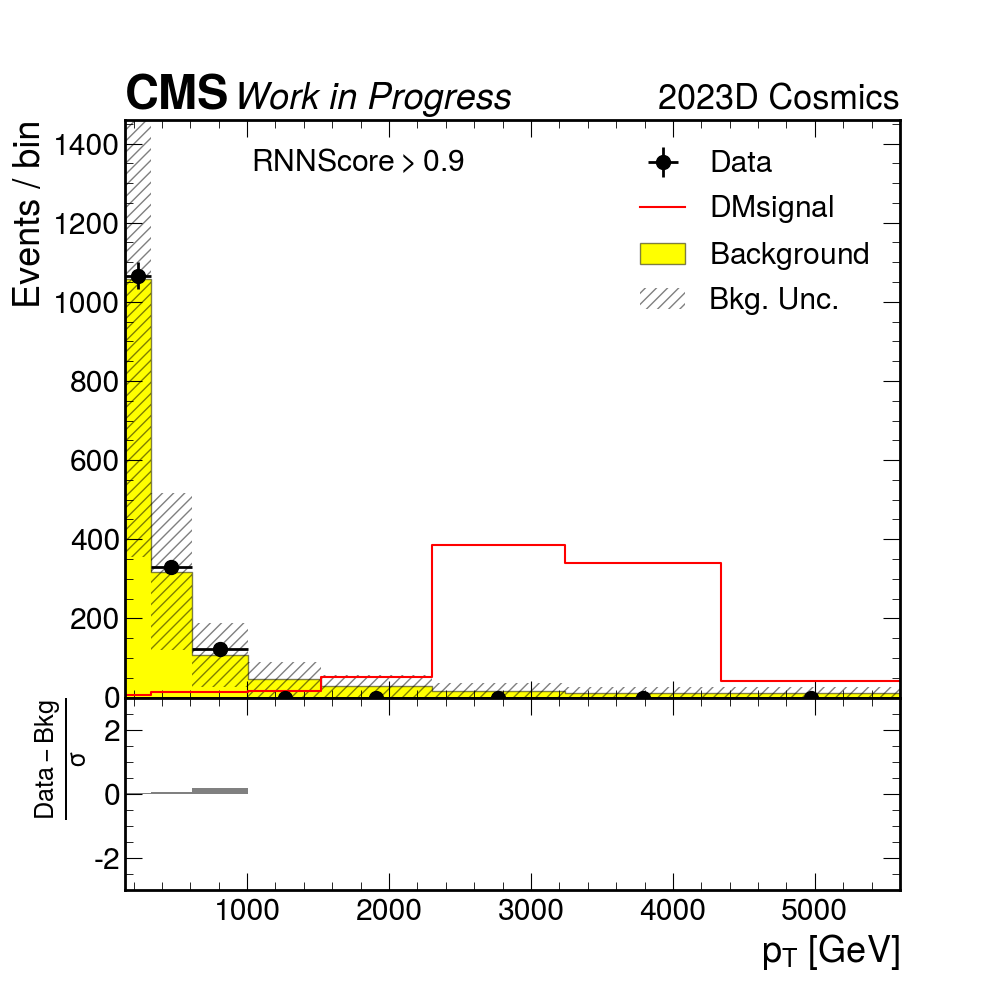 CMS Work in Progress 2023D Cosmics
Events / bin
1400
1200
1000
800
600
400
200
0
RNNScore > 0.9
Data
DMsignal
Background
Bkg. Unc.
Data − Bkg
σ
2
0
-2
1000 2000 3000 4000 5000
pT [GeV]